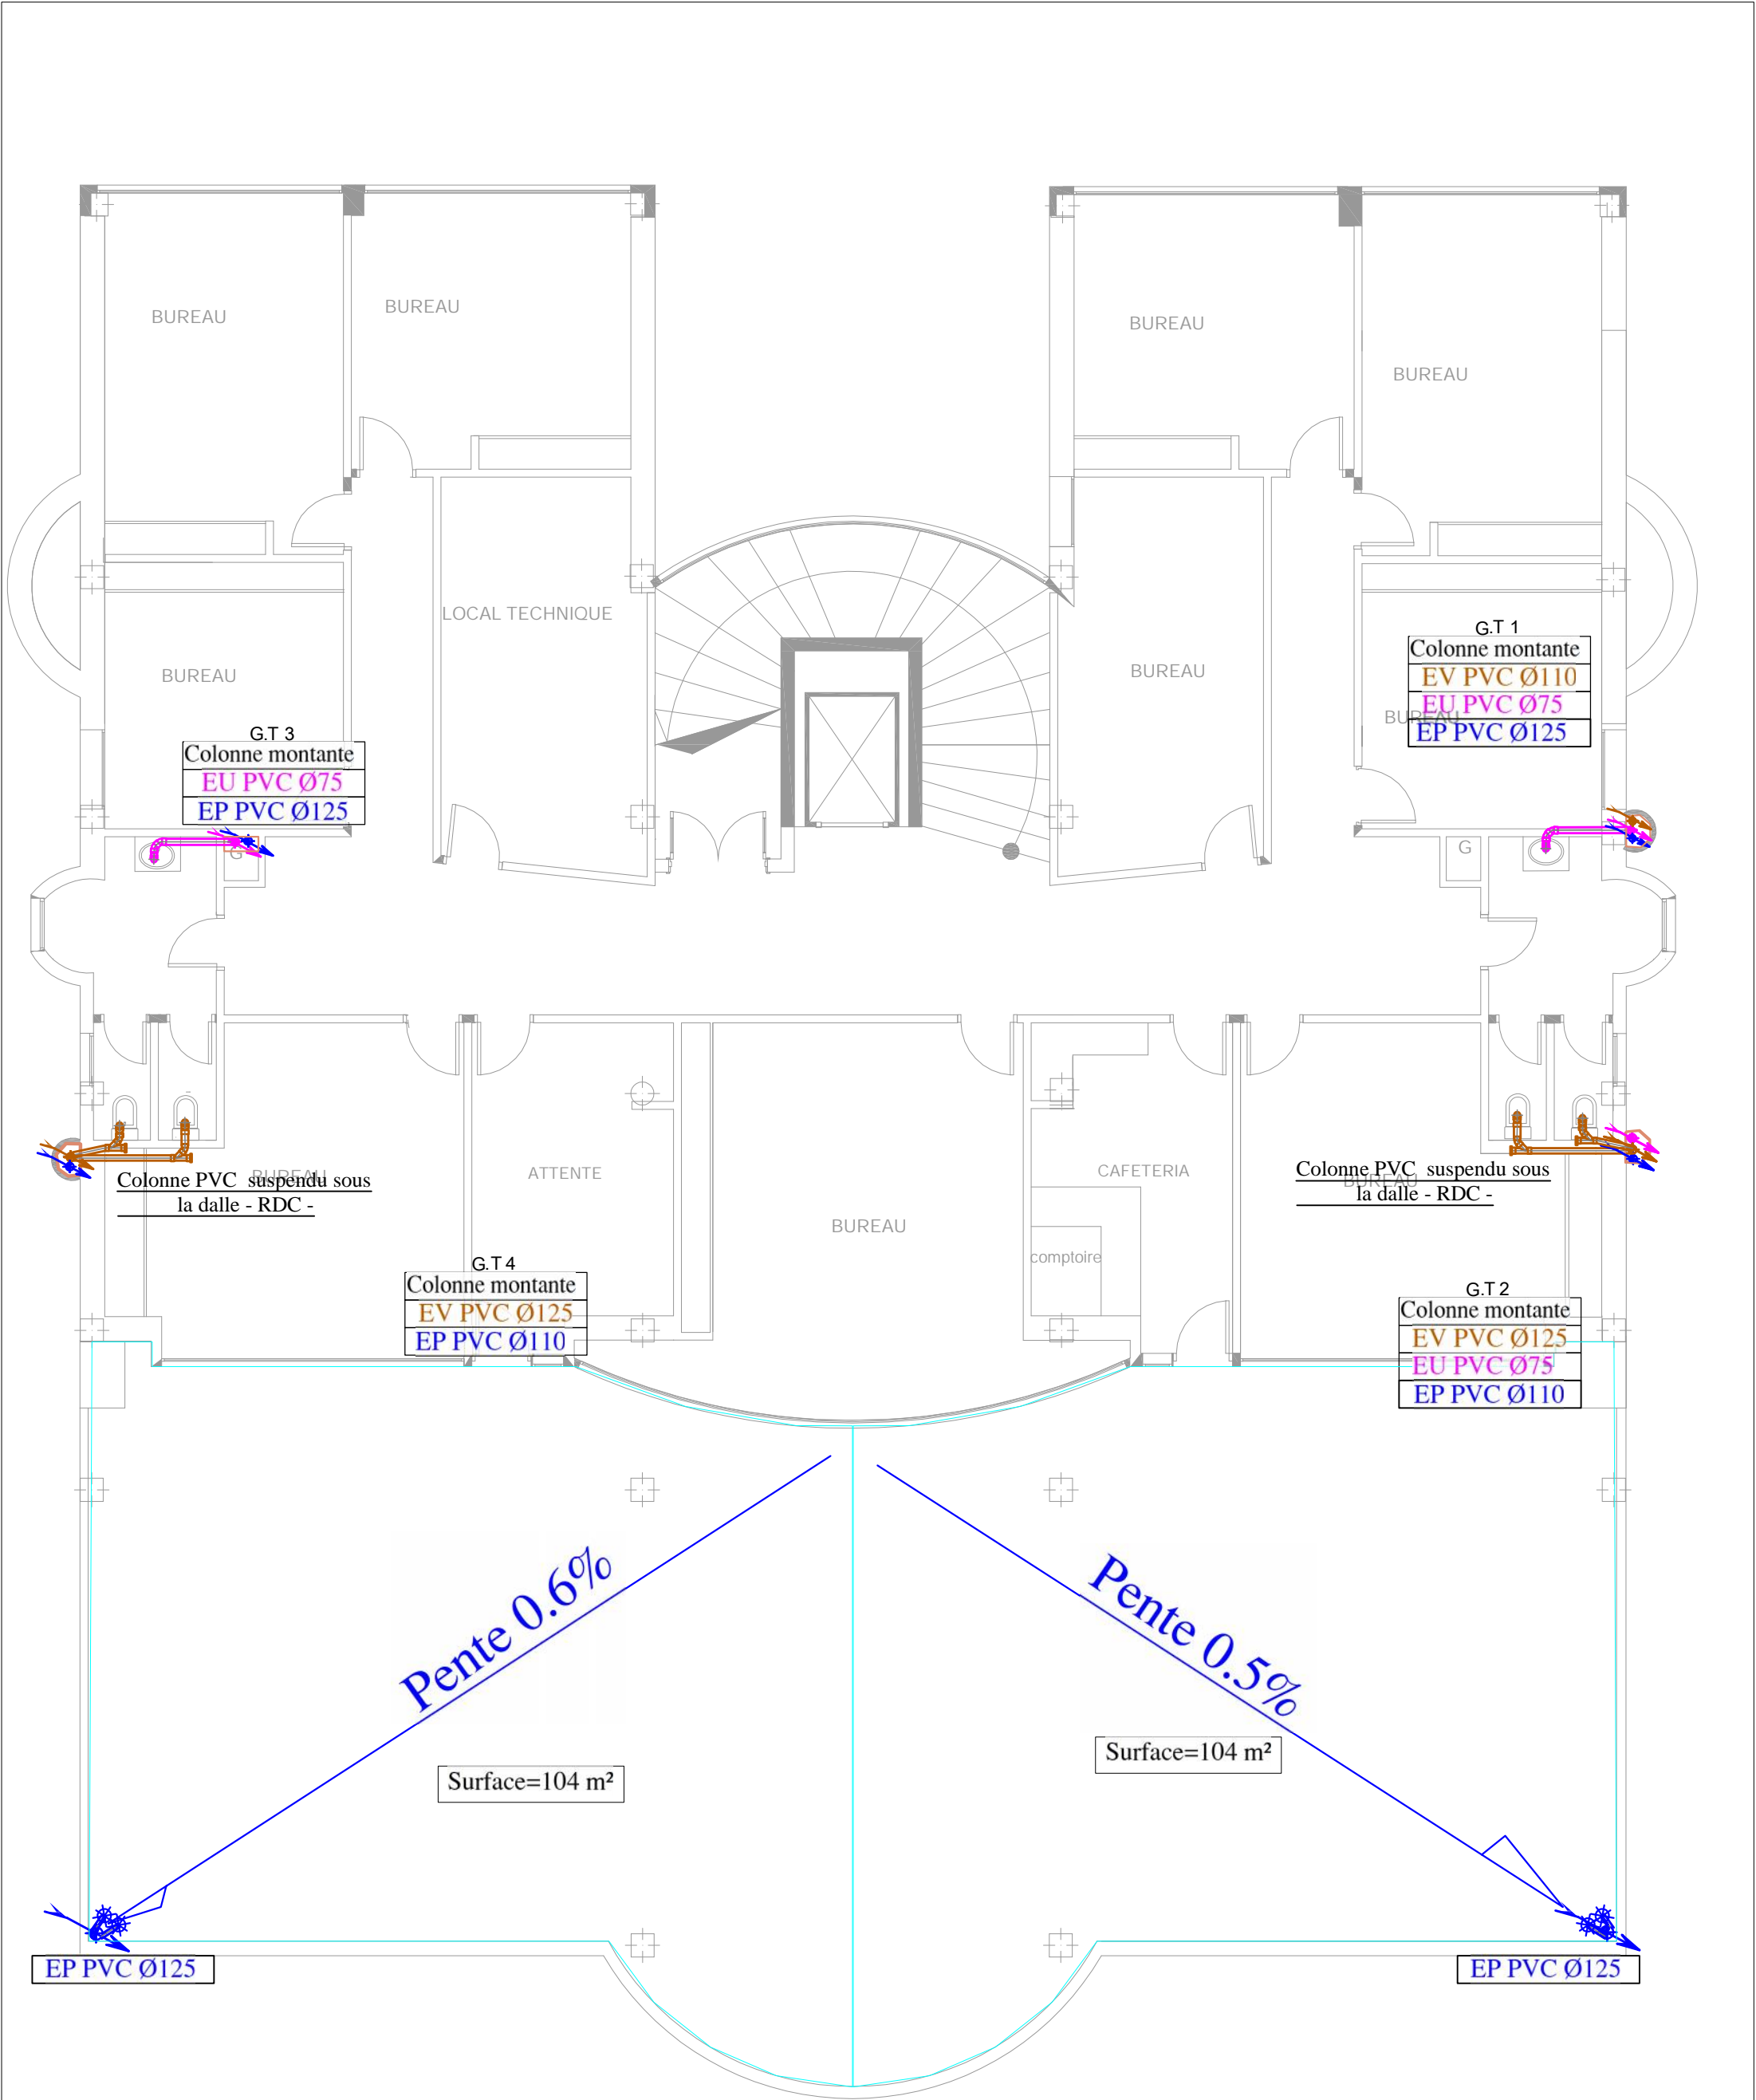 BUREAU
BUREAU
BUREAU
BUREAU
LOCAL TECHNIQUE
BUREAU
BUREAU
G.T 1
Colonne montante
EV PVC Ø110
EU PVC Ø75
BUREAU
EP PVC Ø125
G.T 3
Colonne montante
EU PVC Ø75
EP PVC Ø125
G
G
BUREAU
Colonne PVC suspendu sous
la dalle - RDC -
ATTENTE
BUREAU
CAFETERIA
comptoire
BUREAU
Colonne PVC suspendu sous
la dalle - RDC -
G.T 4
Colonne montante
EV PVC Ø125
EP PVC Ø110
G.T 2
Colonne montante
EV PVC Ø125
EU PVC Ø75
EP PVC Ø110
Pente 0.6%
Pente 0.5%
Surface=104 m²
Surface=104 m²
EP PVC Ø125
EP PVC Ø125